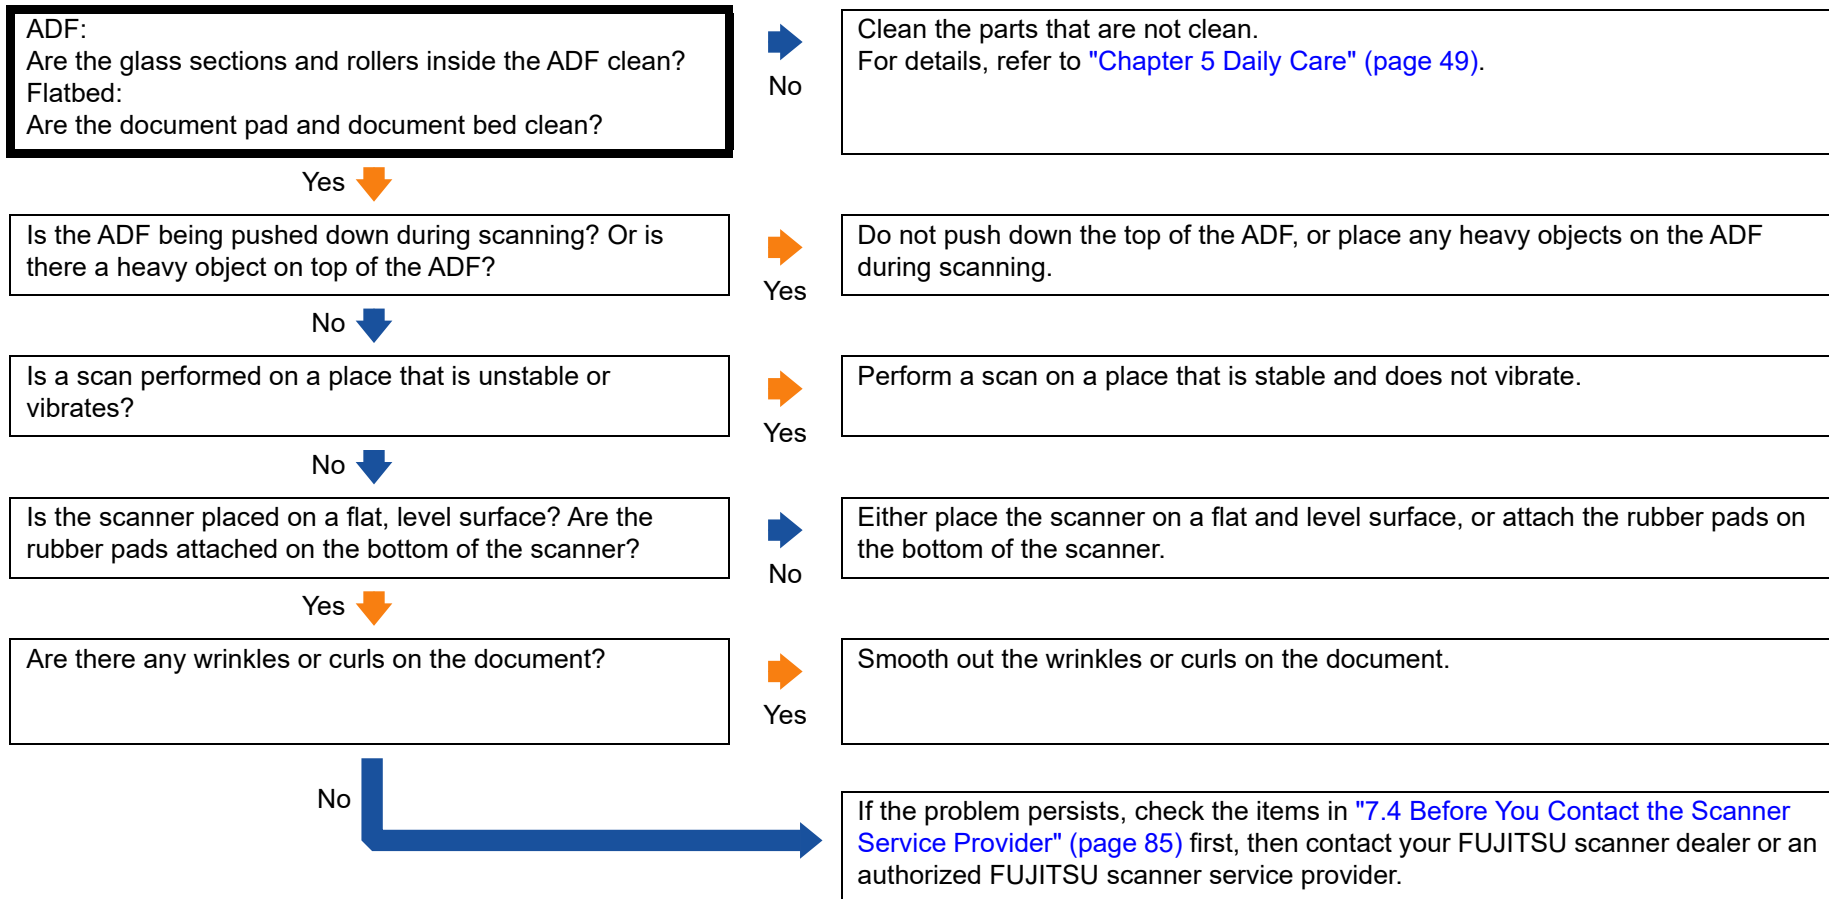 ADF:
Are the glass sections and rollers inside the ADF clean?
Flatbed:
Are the document pad and document bed clean?
No
Clean the parts that are not clean.
For details, refer to "Chapter 5 Daily Care" (page 49).
Yes
Is the ADF being pushed down during scanning? Or is
there a heavy object on top of the ADF?
Yes
Do not push down the top of the ADF, or place any heavy objects on the ADF
during scanning.
No
Is a scan performed on a place that is unstable or
vibrates?
Yes
Perform a scan on a place that is stable and does not vibrate.
No
Is the scanner placed on a flat, level surface? Are the
rubber pads attached on the bottom of the scanner?
No
Either place the scanner on a flat and level surface, or attach the rubber pads on
the bottom of the scanner.
Yes
Are there any wrinkles or curls on the document?
Yes
Smooth out the wrinkles or curls on the document.
No
If the problem persists, check the items in "7.4 Before You Contact the Scanner
Service Provider" (page 85) first, then contact your FUJITSU scanner dealer or an
authorized FUJITSU scanner service provider.